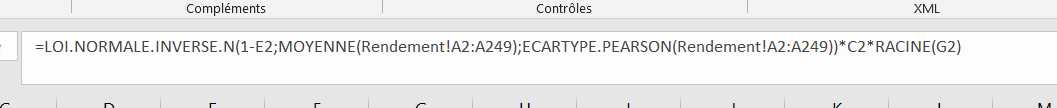 Compléments Contrôles XML
=LOI.NORMALE.INVERSE.N(1-E2;MOYENNE(Rendement!A2:A249);ECARTYPE.PEARSON(Rendement!A2:A249))*C2*RACINE(G2)